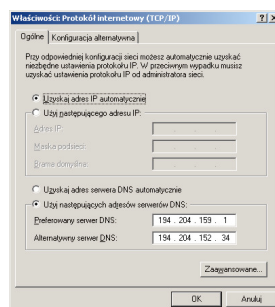 Właściwości: Protokół internetowy (TCP/IP)
Ogólne Konfiguracja alternatywna
Przy odpowiedniej konfiguracji sieci możesz automatycznie uzyskać
niezbędne ustawienia protokołu IP. W przeciwnym wypadku musisz
uzyskać ustawienia protokołu IP od administratora sieci.
Uzyskaj adres IP automatycznie
Użyj następującego adresu IP:
Adres IP:
Maska podsieci:
Brama domyślna:
Uzyskaj adres serwera DNS automatycznie
Użyj następujących adresów serwerów DNS:
Preferowany serwer DNS: 194 . 204 . 159 . 1
Alternatywny serwer DNS: 194 . 204 . 152 . 34
Zaawansowane...
OK Anuluj